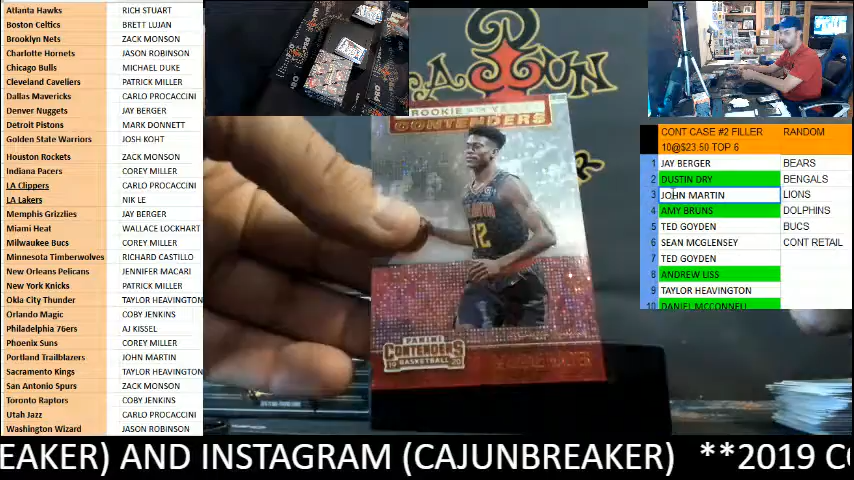 Atlanta Hawks RICH STUART
Boston Celtics BRETT LUJAN
Brooklyn Nets ZACK MONSON
Charlotte Hornets JASON ROBINSON
Chicago Bulls MICHAEL DUKE
Cleveland Caveliers PATRICK MILLER
Dallas Mavericks CARLO PROCACCINI
Denver Nuggets JAY BERGER
Detroit Pistons MARK DONNETT
Golden State Warriors JOSH KOHT
Houston Rockets ZACK MONSON
Indiana Pacers COREY MILLER
LA Clippers CARLO PROCACCINI
LA Lakers NIK LE
Memphis Grizzlies JAY BERGER
Miami Heat WALLACE LOCKHART
Milwaukee Bucs COREY MILLER
Minnesota Timberwolves RICHARD CASTILLO
New Orleans Pelicans JENNIFER MACARI
New York Knicks PATRICK MILLER
Okla City Thunder TAYLOR HEAVINGTON
Orlando Magic COBY JENKINS
Philadelphia 76ers AJ KISSEL
Phoenix Suns COREY MILLER
Portland Trailblazers JOHN MARTIN
Sacramento Kings TAYLOR HEAVINGTON
San Antonio Spurs ZACK MONSON
Toronto Raptors COBY JENKINS
Utah Jazz CARLO PROCACCINI
Washington Wizard JASON ROBINSON
CONTENDERS
12
PANINI
CONTENDERS
19 BASKETBALL 20
CONT CASE #2 FILLER RANDOM
10@$23.50 TOP 6
1 JAY BERGER BEARS
2 DUSTIN DRY BENGALS
3 JOHN MARTIN LIONS
4 AMY BRUNS DOLPHINS
5 TED GOYDEN BUCS
6 SEAN MCGLENSEY CONT RETAIL
7 TED GOYDEN
8 ANDREW LISS
9 TAYLOR HEAVINGTON
10 DANIEL MCCONNELL
EAKER) AND INSTAGRAM (CAJUNBREAKER) **2019 CO